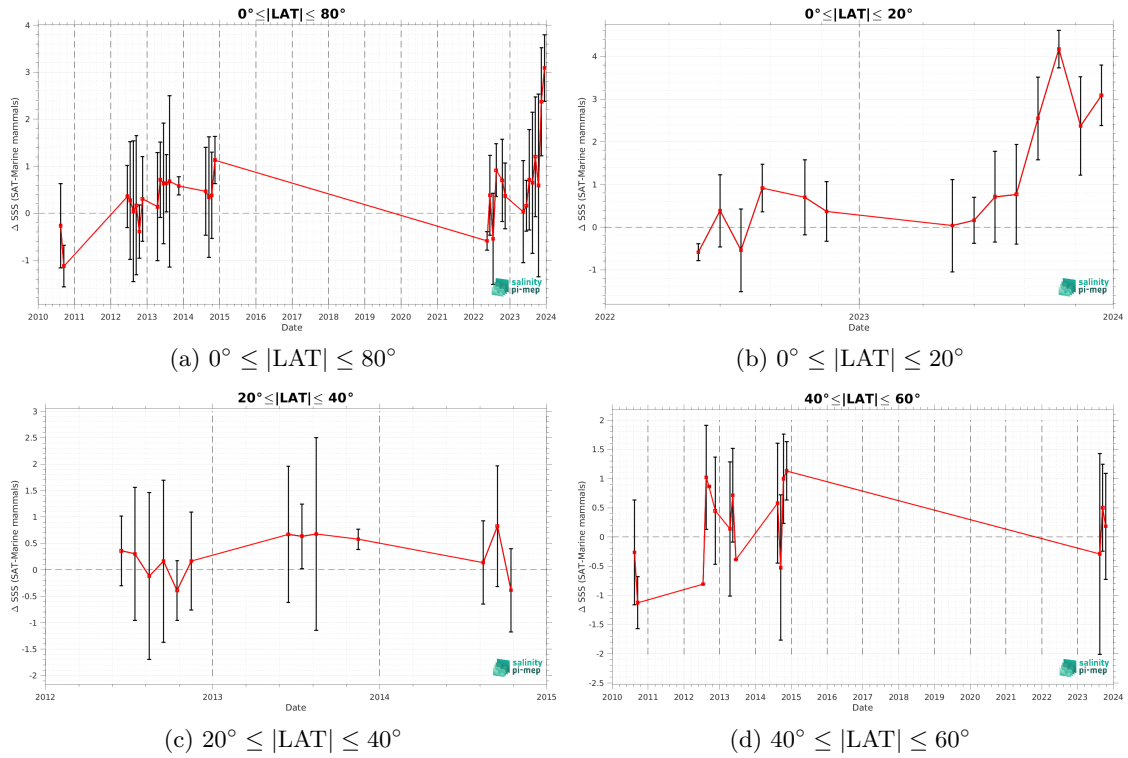 0°≤|LAT|≤ 80°
Δ SSS (SAT-Marine mammals)
4
3
2
1
0
-1
salinity
pi-mep
2010 2011 2012 2013 2014 2015 2016 2017 2018 2019 2020 2021 2022 2023 2024
Date
(a) 0° ≤ |LAT| ≤ 80°
0°≤|LAT|≤ 20°
Δ SSS (SAT-Marine mammals)
4
3
2
1
0
-1
salinity
pi-mep
2022 2023 2024
Date
(b) 0° ≤ |LAT| ≤ 20°
20°≤|LAT|≤ 40°
Δ SSS (SAT-Marine mammals)
3
2.5
2
1.5
1
0.5
0
-0.5
-1
-1.5
-2
salinity
pi-mep
2012 2013 2014 2015
Date
(c) 20° ≤ |LAT| ≤ 40°
40°≤|LAT|≤ 60°
Δ SSS (SAT-Marine mammals)
2
1.5
1
0.5
0
-0.5
-1
-1.5
-2
-2.5
salinity
pi-mep
2010 2011 2012 2013 2014 2015 2016 2017 2018 2019 2020 2021 2022 2023 2024
Date
(d) 40° ≤ |LAT| ≤ 60°